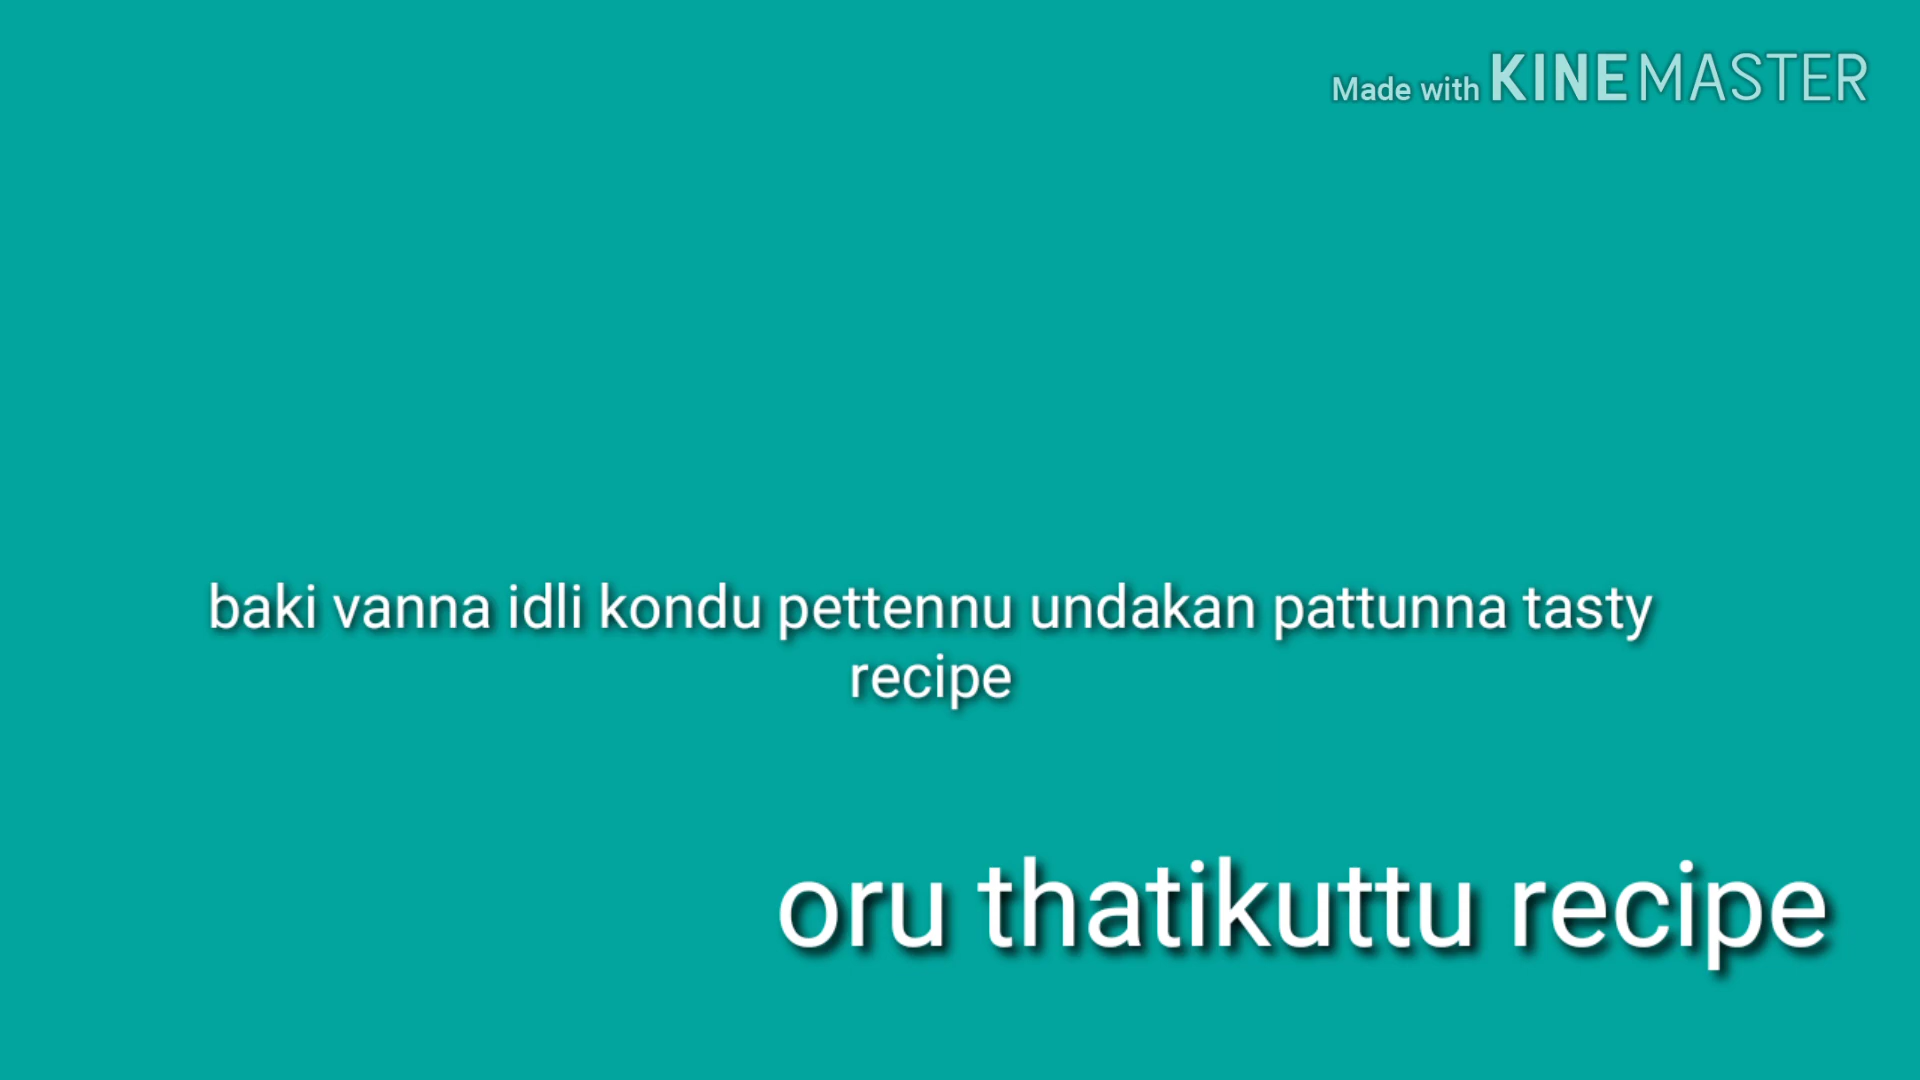 Made with KINEMASTER
baki vanna idli kondu pettennu undakan pattunna tasty
recipe
oru thatikuttu recipe